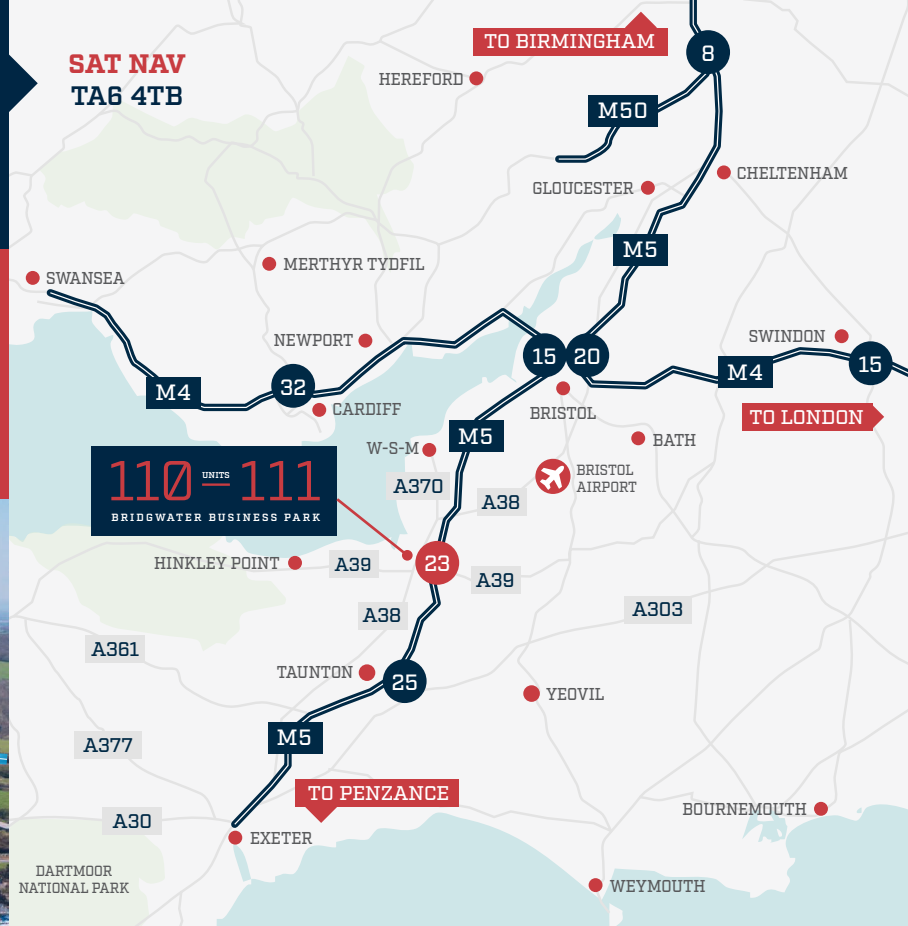 TO BIRMINGHAM
8
SAT NAV
TA6 4TB
HEREFORD
M50
CHELTENHAM
GLOUCESTER
M5
MERTHYR TYDFIL
SWANSEA
NEWPORT
SWINDON
15
20
15
M4
M4
32
CARDIFF
BRISTOL
TO LONDON
M5
BATH
W-S-M
BRISTOL
AIRPORT
110 UNITS 111
BRIDGWATER BUSINESS PARK
A370
A38
HINKLEY POINT
A39
23
A39
A38
A303
A361
TAUNTON
25
YEOVIL
M5
A377
TO PENZANCE
BOURNEMOUTH
A30
EXETER
DARTMOOR
NATIONAL PARK
WEYMOUTH